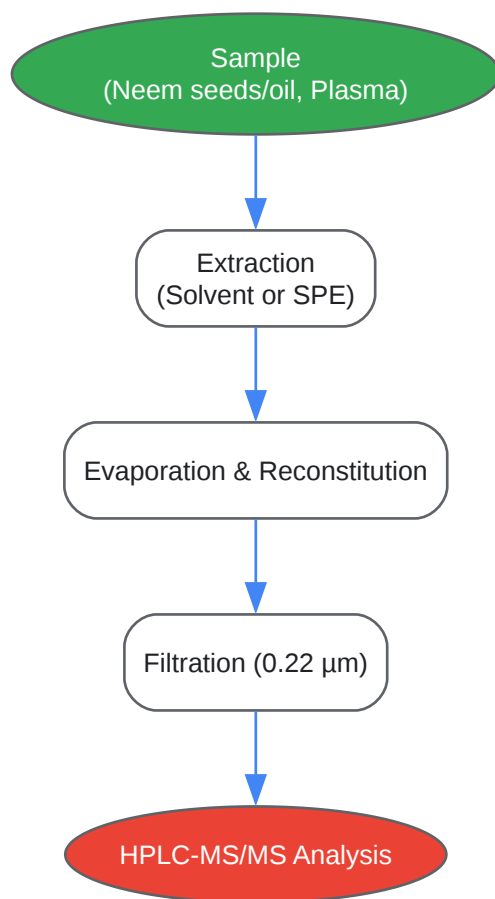 Sample
(Neem seeds/oil, Plasma)
Extraction
(Solvent or SPE)
Evaporation & Reconstitution
Filtration (0.22 µm)
HPLC-MS/MS Analysis